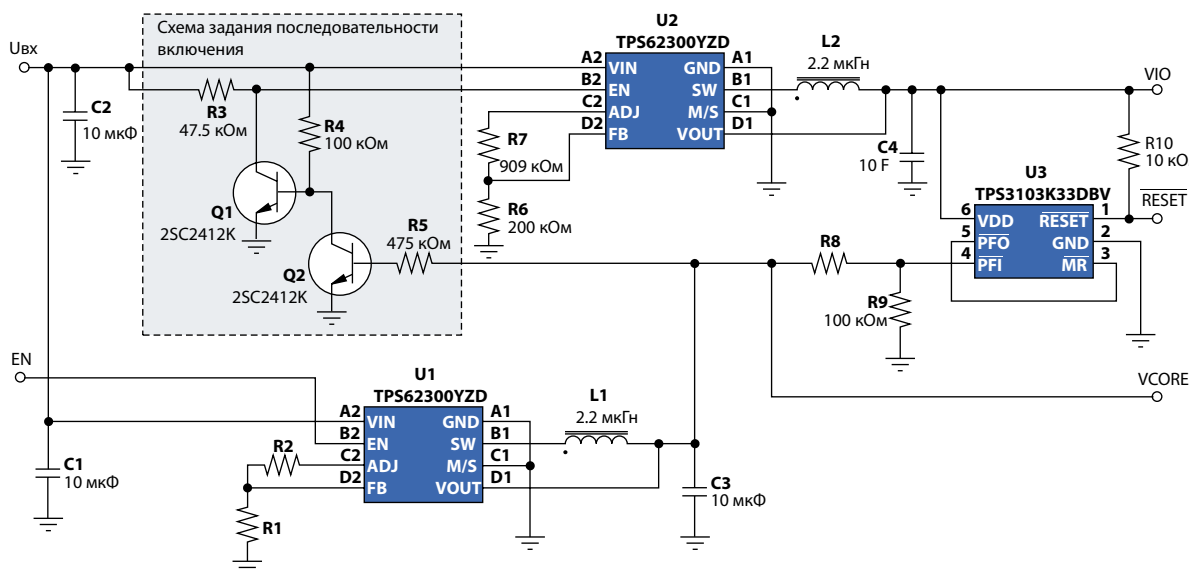 Схема задания последовательности
включения
Uвх
C2
10 мкФ
R3
47.5 кОм
R4
100 кОм
Q1
2SC2412K
Q2
2SC2412K
R5
475 кОм
U2
TPS62300YZD
A2 VIN GND A1
B2 EN SW B1
C2 ADJ M/S C1
D2 FB VOUT D1
R7
909 кОм
R6
200 кОм
L2
2.2 мкГн
C4
10 F
VIO
R10
10 кО
RESET
U3
TPS3103K33DBV
6 VDD RESET 1
5 PFO GND 2
4 PFI MR 3
R8
R9
100 кОм
VCORE
EN
U1
TPS62300YZD
A2 VIN GND A1
B2 EN SW B1
C2 ADJ M/S C1
D2 FB VOUT D1
R2
R1
C1
10 мкФ
L1
2.2 мкГн
C3
10 мкФ